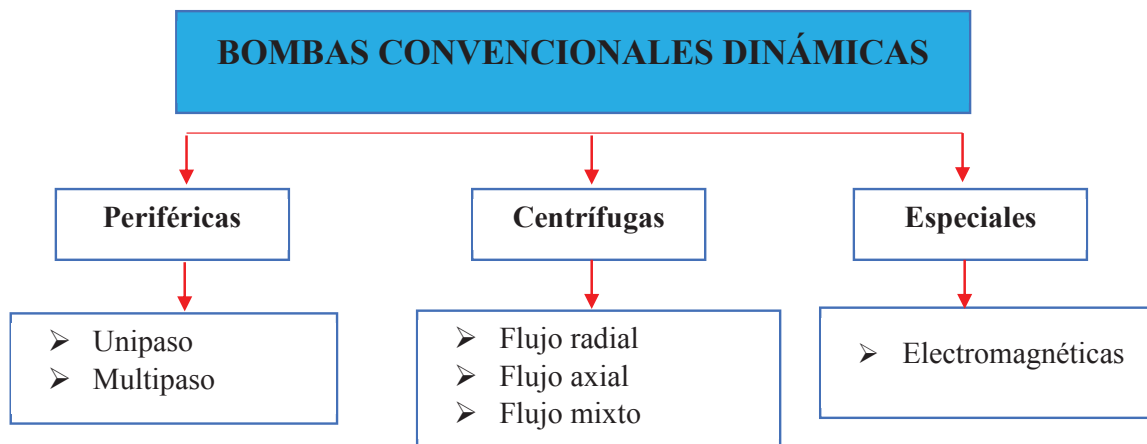 BOMBAS CONVENCIONALES DINÁMICAS
Periféricas
Centrífugas
Especiales
➢ Unipaso
➢ Multipaso
➢ Flujo radial
➢ Flujo axial
➢ Flujo mixto
➢ Electromagnéticas